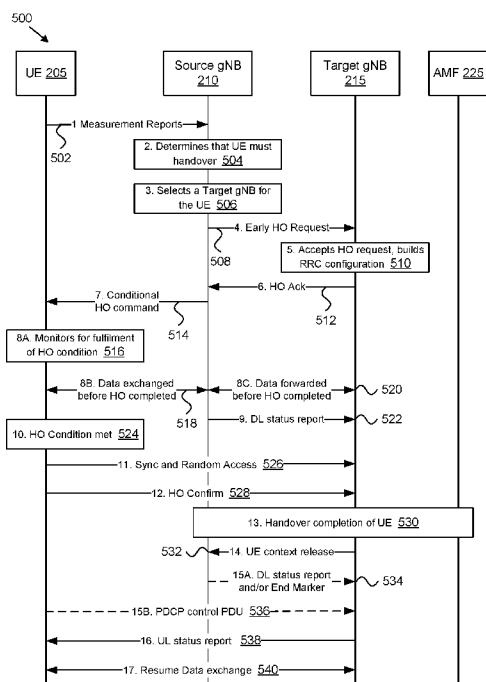 500
UE 205
Source gNB
210
Target gNB
215
AMF 225
1 Measurement Reports
502
2. Determines that UE must
handover 504
3. Selects a Target gNB for
the UE 506
4. Early HO Request
508
5. Accepts HO request, builds
RRC configuration 510
6. HO Ack
512
7. Conditional
HO command
514
8A. Monitors for fulfilment
of HO condition 516
8B. Data exchanged
before HO completed
518
8C. Data forwarded
before HO completed
520
9. DL status report
522
10. HO Condition met 524
11. Sync and Random Access 526
12. HO Confirm 528
13. Handover completion of UE 530
532
14. UE context release
15A. DL status report
and/or End Marker
534
15B. PDCP control PDU 536
16. UL status report 538
17. Resume Data exchange 540